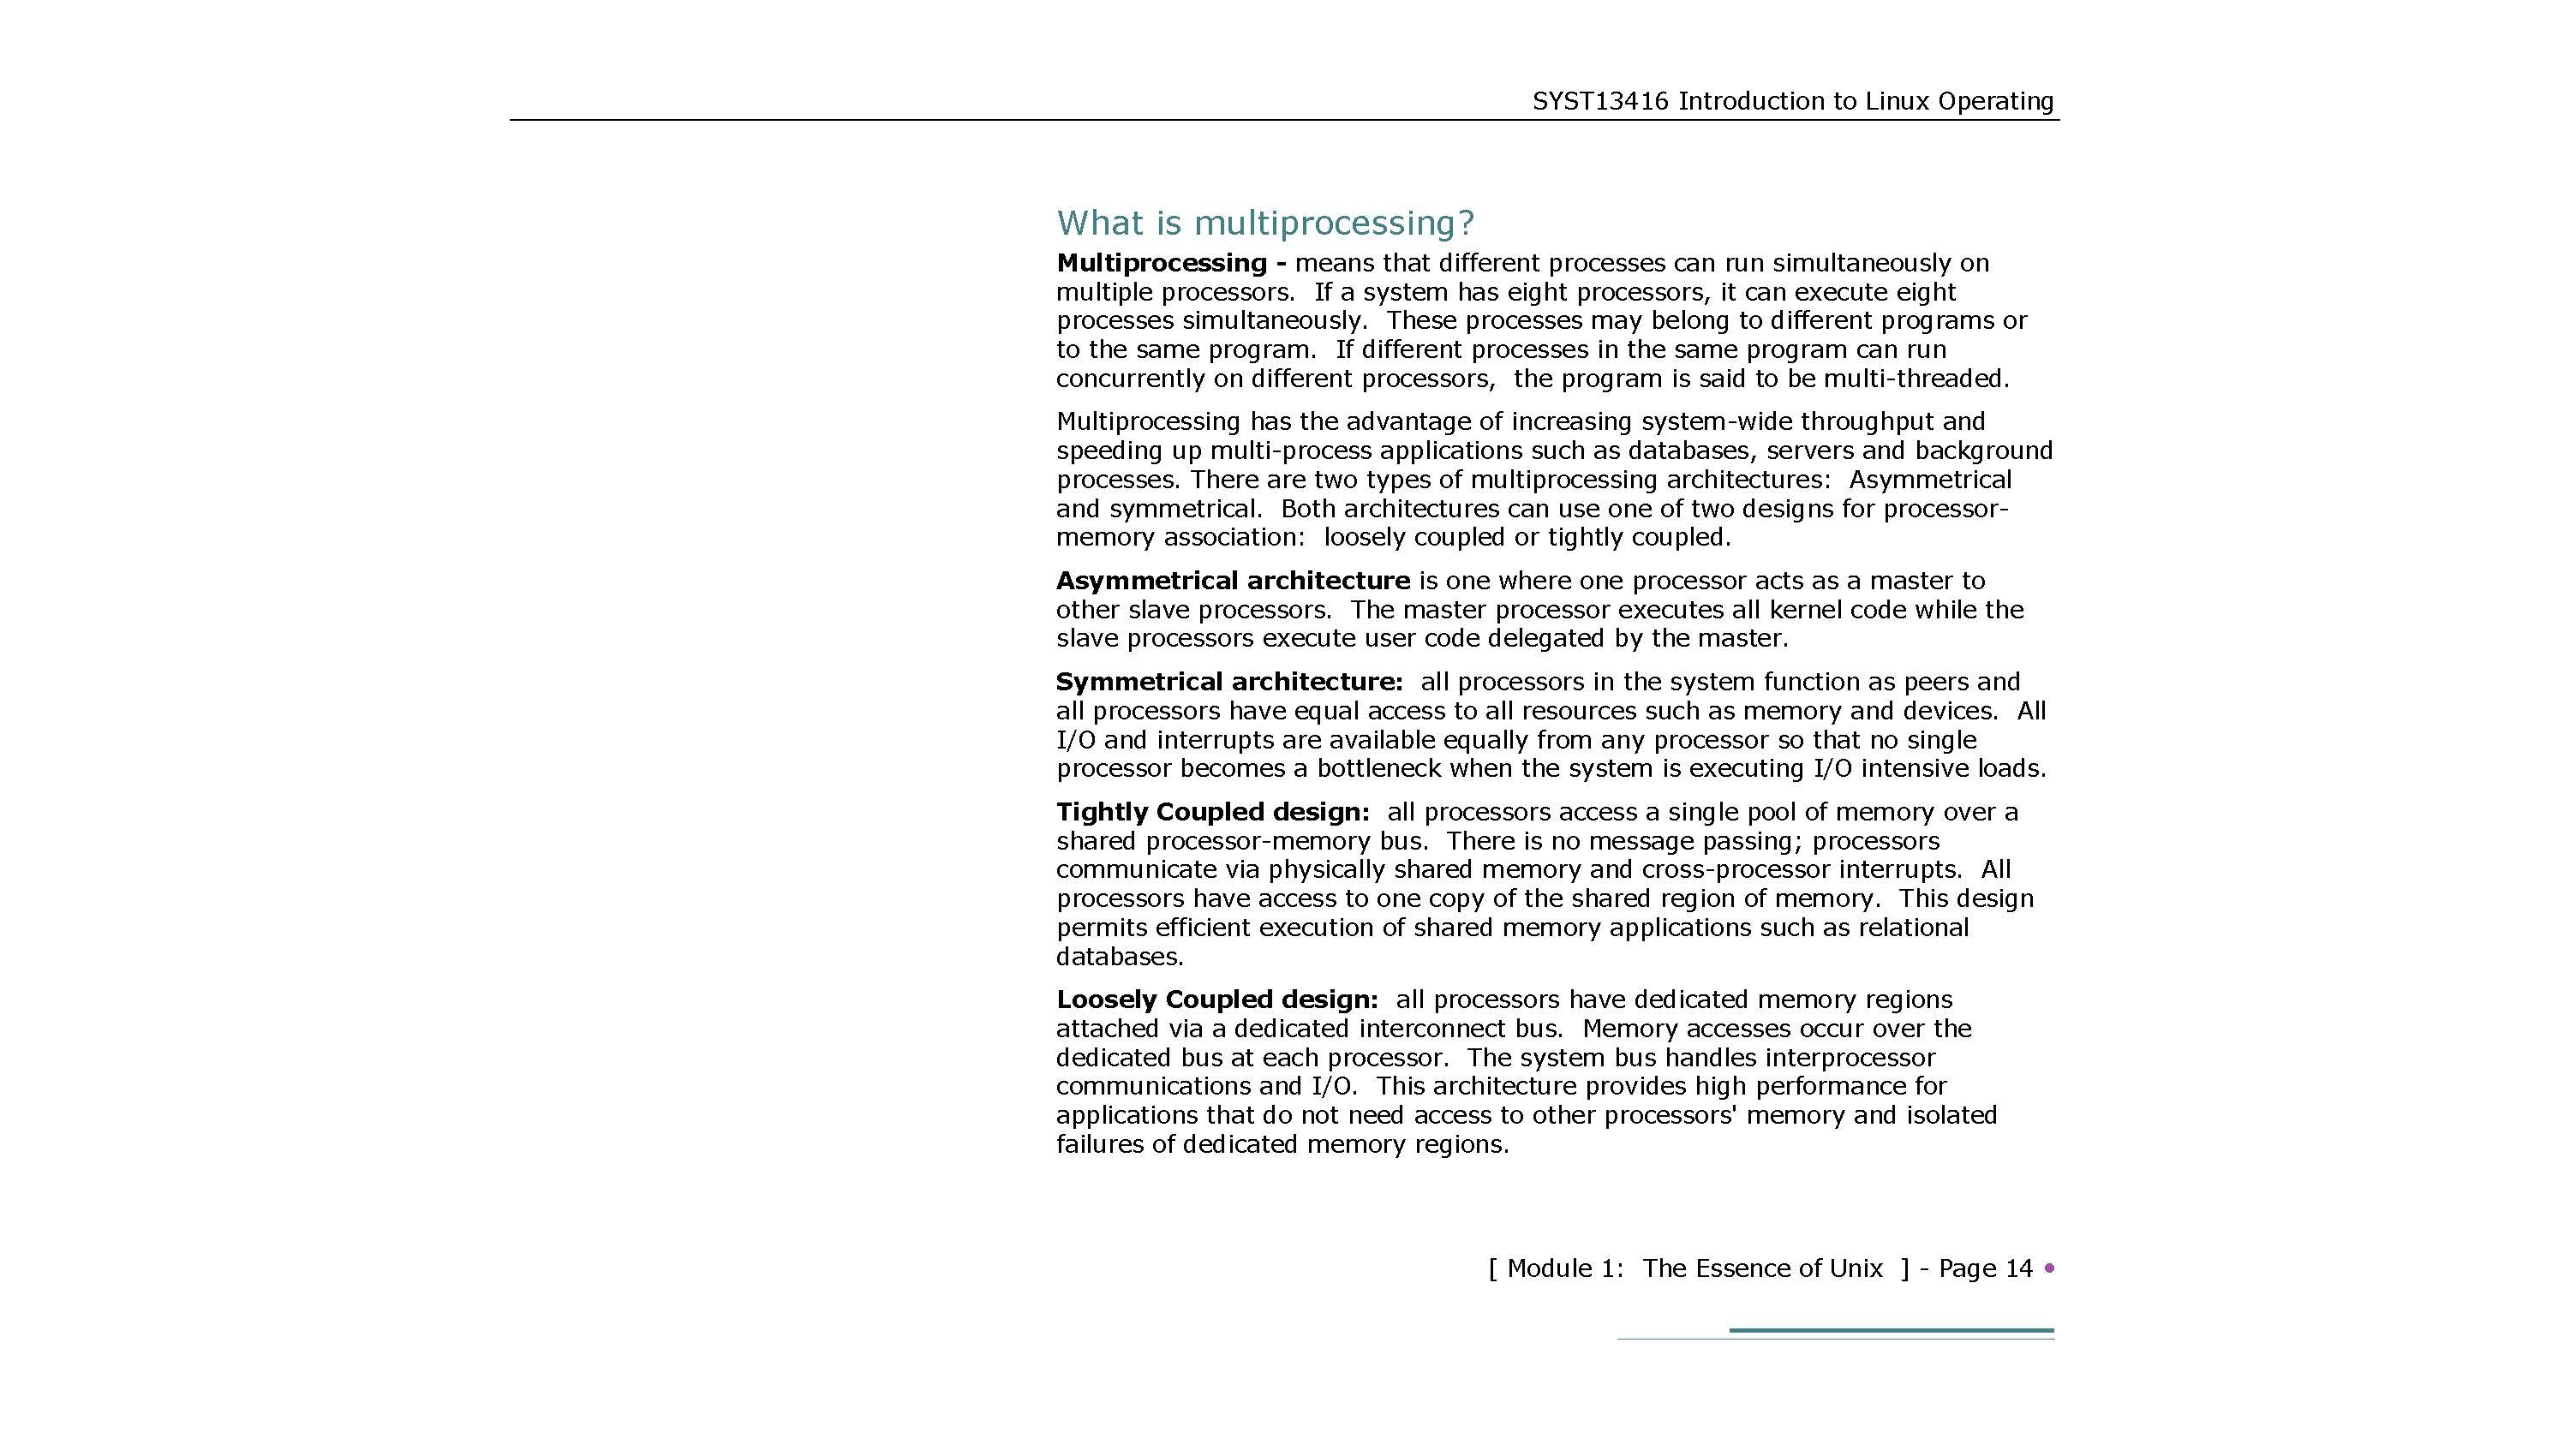 SYST13416 Introduction to Linux Operating
What is multiprocessing?
Multiprocessing - means that different processes can run simultaneously on
multiple processors.  If a system has eight processors, it can execute eight
processes simultaneously.  These processes may belong to different programs or
to the same program.  If different processes in the same program can run
concurrently on different processors,  the program is said to be multi-threaded.
Multiprocessing has the advantage of increasing system-wide throughput and
speeding up multi-process applications such as databases, servers and background
processes. There are two types of multiprocessing architectures:  Asymmetrical
and symmetrical.  Both architectures can use one of two designs for processor-
memory association:  loosely coupled or tightly coupled.
Asymmetrical architecture is one where one processor acts as a master to
other slave processors.  The master processor executes all kernel code while the
slave processors execute user code delegated by the master.
Symmetrical architecture:  all processors in the system function as peers and
all processors have equal access to all resources such as memory and devices.  All
I/O and interrupts are available equally from any processor so that no single
processor becomes a bottleneck when the system is executing I/O intensive loads.
Tightly Coupled design:  all processors access a single pool of memory over a
shared processor-memory bus.  There is no message passing; processors
communicate via physically shared memory and cross-processor interrupts.  All
processors have access to one copy of the shared region of memory.  This design
permits efficient execution of shared memory applications such as relational
databases.
Loosely Coupled design:  all processors have dedicated memory regions
attached via a dedicated interconnect bus.  Memory accesses occur over the
dedicated bus at each processor.  The system bus handles interprocessor
communications and I/O.  This architecture provides high performance for
applications that do not need access to other processors' memory and isolated
failures of dedicated memory regions.
[ Module 1:  The Essence of Unix  ] - Page 14 •